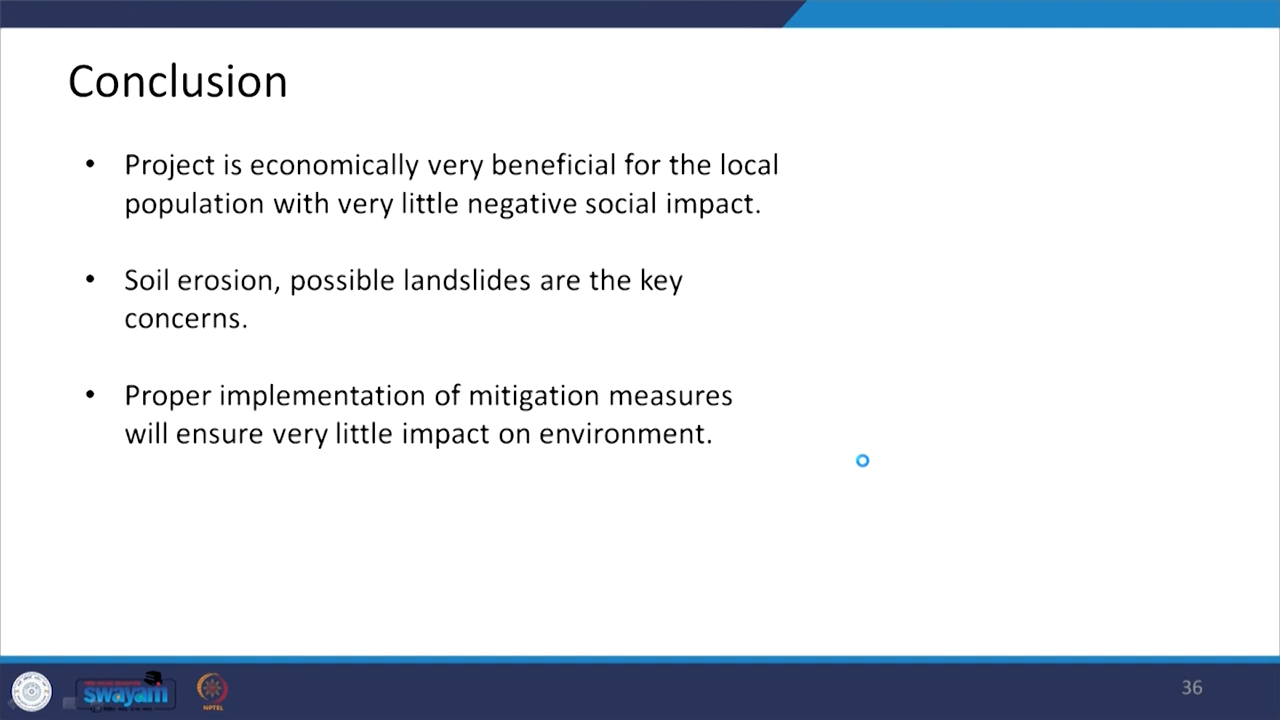 Conclusion
• Project is economically very beneficial for the local
population with very little negative social impact.
• Soil erosion, possible landslides are the key
concerns.
• Proper implementation of mitigation measures
will ensure very little impact on environment.
swayam
NPTEL
36